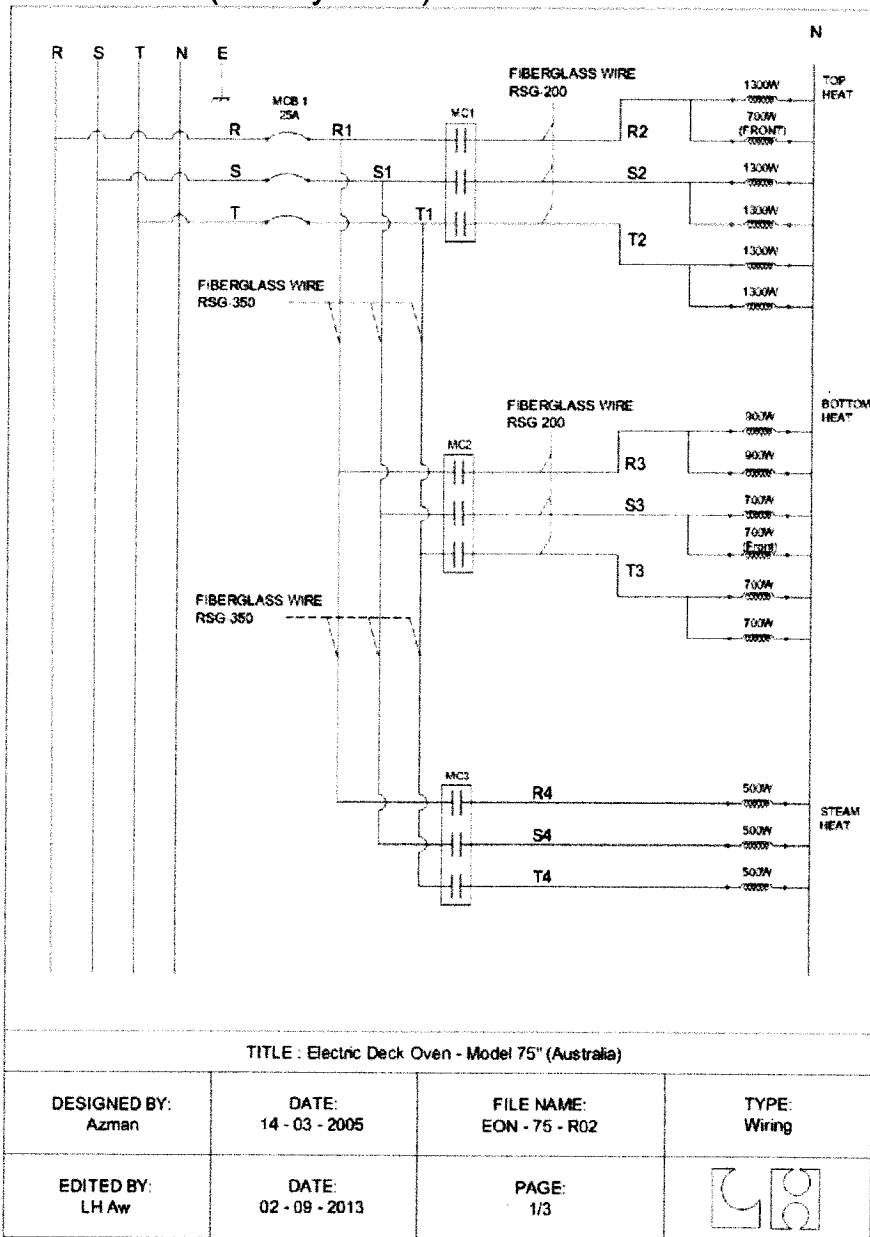 N
R S T N E
MCB 1
25A
FIBERGLASS WIRE
RSG-200
MC1
R R1
R2
S S1
S2
T T1
T2
1300W
TOP
HEAT
700W
(FRONT)
1300W
1300W
1300W
1300W
FIBERGLASS WIRE
RSG-350
FIBERGLASS WIRE
RSG 200
MC2
R3
S3
T3
900W
BOTTOM
HEAT
900W
700W
700W
(Front)
700W
700W
FIBERGLASS WIRE
RSG-350
MC3
R4
S4
T4
500W
500W
500W
STEAM
HEAT
TITLE : Electric Deck Oven - Model 75" (Australia)
DESIGNED BY:
Azman
DATE:
14 - 03 - 2005
FILE NAME:
EON - 75 - R02
TYPE:
Wiring
EDITED BY:
LH Aw
DATE:
02 - 09 - 2013
PAGE:
1/3